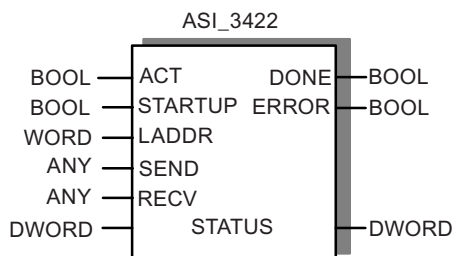 ASI_3422
BOOL ACT DONE BOOL
BOOL STARTUP ERROR BOOL
WORD LADDR
ANY SEND
ANY RECV
DWORD STATUS DWORD